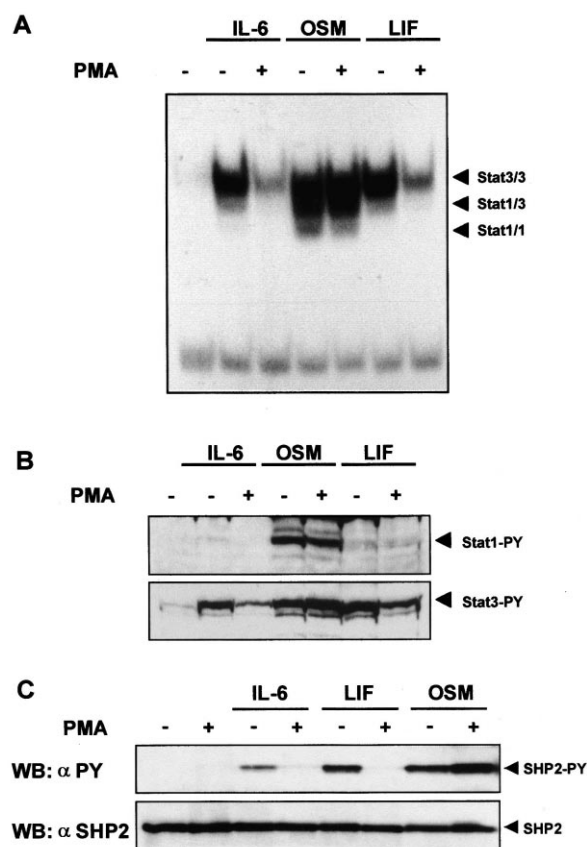 A
IL-6 OSM LIF
PMA - - + - + - +
Stat3/3
Stat1/3
Stat1/1
B
IL-6 OSM LIF
PMA - - + - + - +
Stat1-PY
Stat3-PY
C
IL-6 LIF OSM
PMA - + - + - + - +
WB: α PY SHP2-PY
WB: α SHP2 SHP2